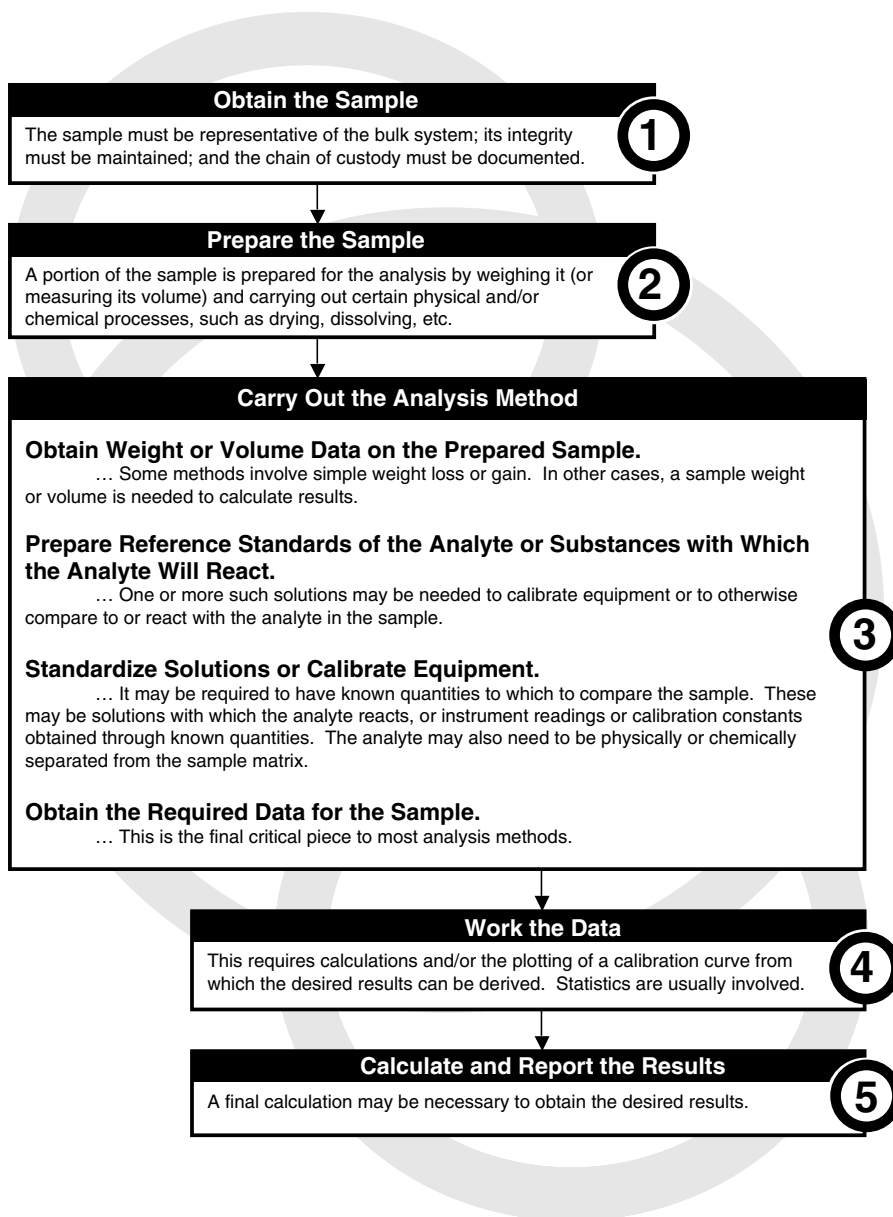 Obtain the Sample
The sample must be representative of the bulk system; its integrity
must be maintained; and the chain of custody must be documented.
1
Prepare the Sample
A portion of the sample is prepared for the analysis by weighing it (or
measuring its volume) and carrying out certain physical and/or
chemical processes, such as drying, dissolving, etc.
2
Carry Out the Analysis Method
Obtain Weight or Volume Data on the Prepared Sample.
… Some methods involve simple weight loss or gain. In other cases, a sample weight
or volume is needed to calculate results.
Prepare Reference Standards of the Analyte or Substances with Which
the Analyte Will React.
… One or more such solutions may be needed to calibrate equipment or to otherwise
compare to or react with the analyte in the sample.
3
Standardize Solutions or Calibrate Equipment.
… It may be required to have known quantities to which to compare the sample. These
may be solutions with which the analyte reacts, or instrument readings or calibration constants
obtained through known quantities. The analyte may also need to be physically or chemically
separated from the sample matrix.
Obtain the Required Data for the Sample.
… This is the final critical piece to most analysis methods.
Work the Data
This requires calculations and/or the plotting of a calibration curve from
which the desired results can be derived. Statistics are usually involved.
4
Calculate and Report the Results
A final calculation may be necessary to obtain the desired results.
5